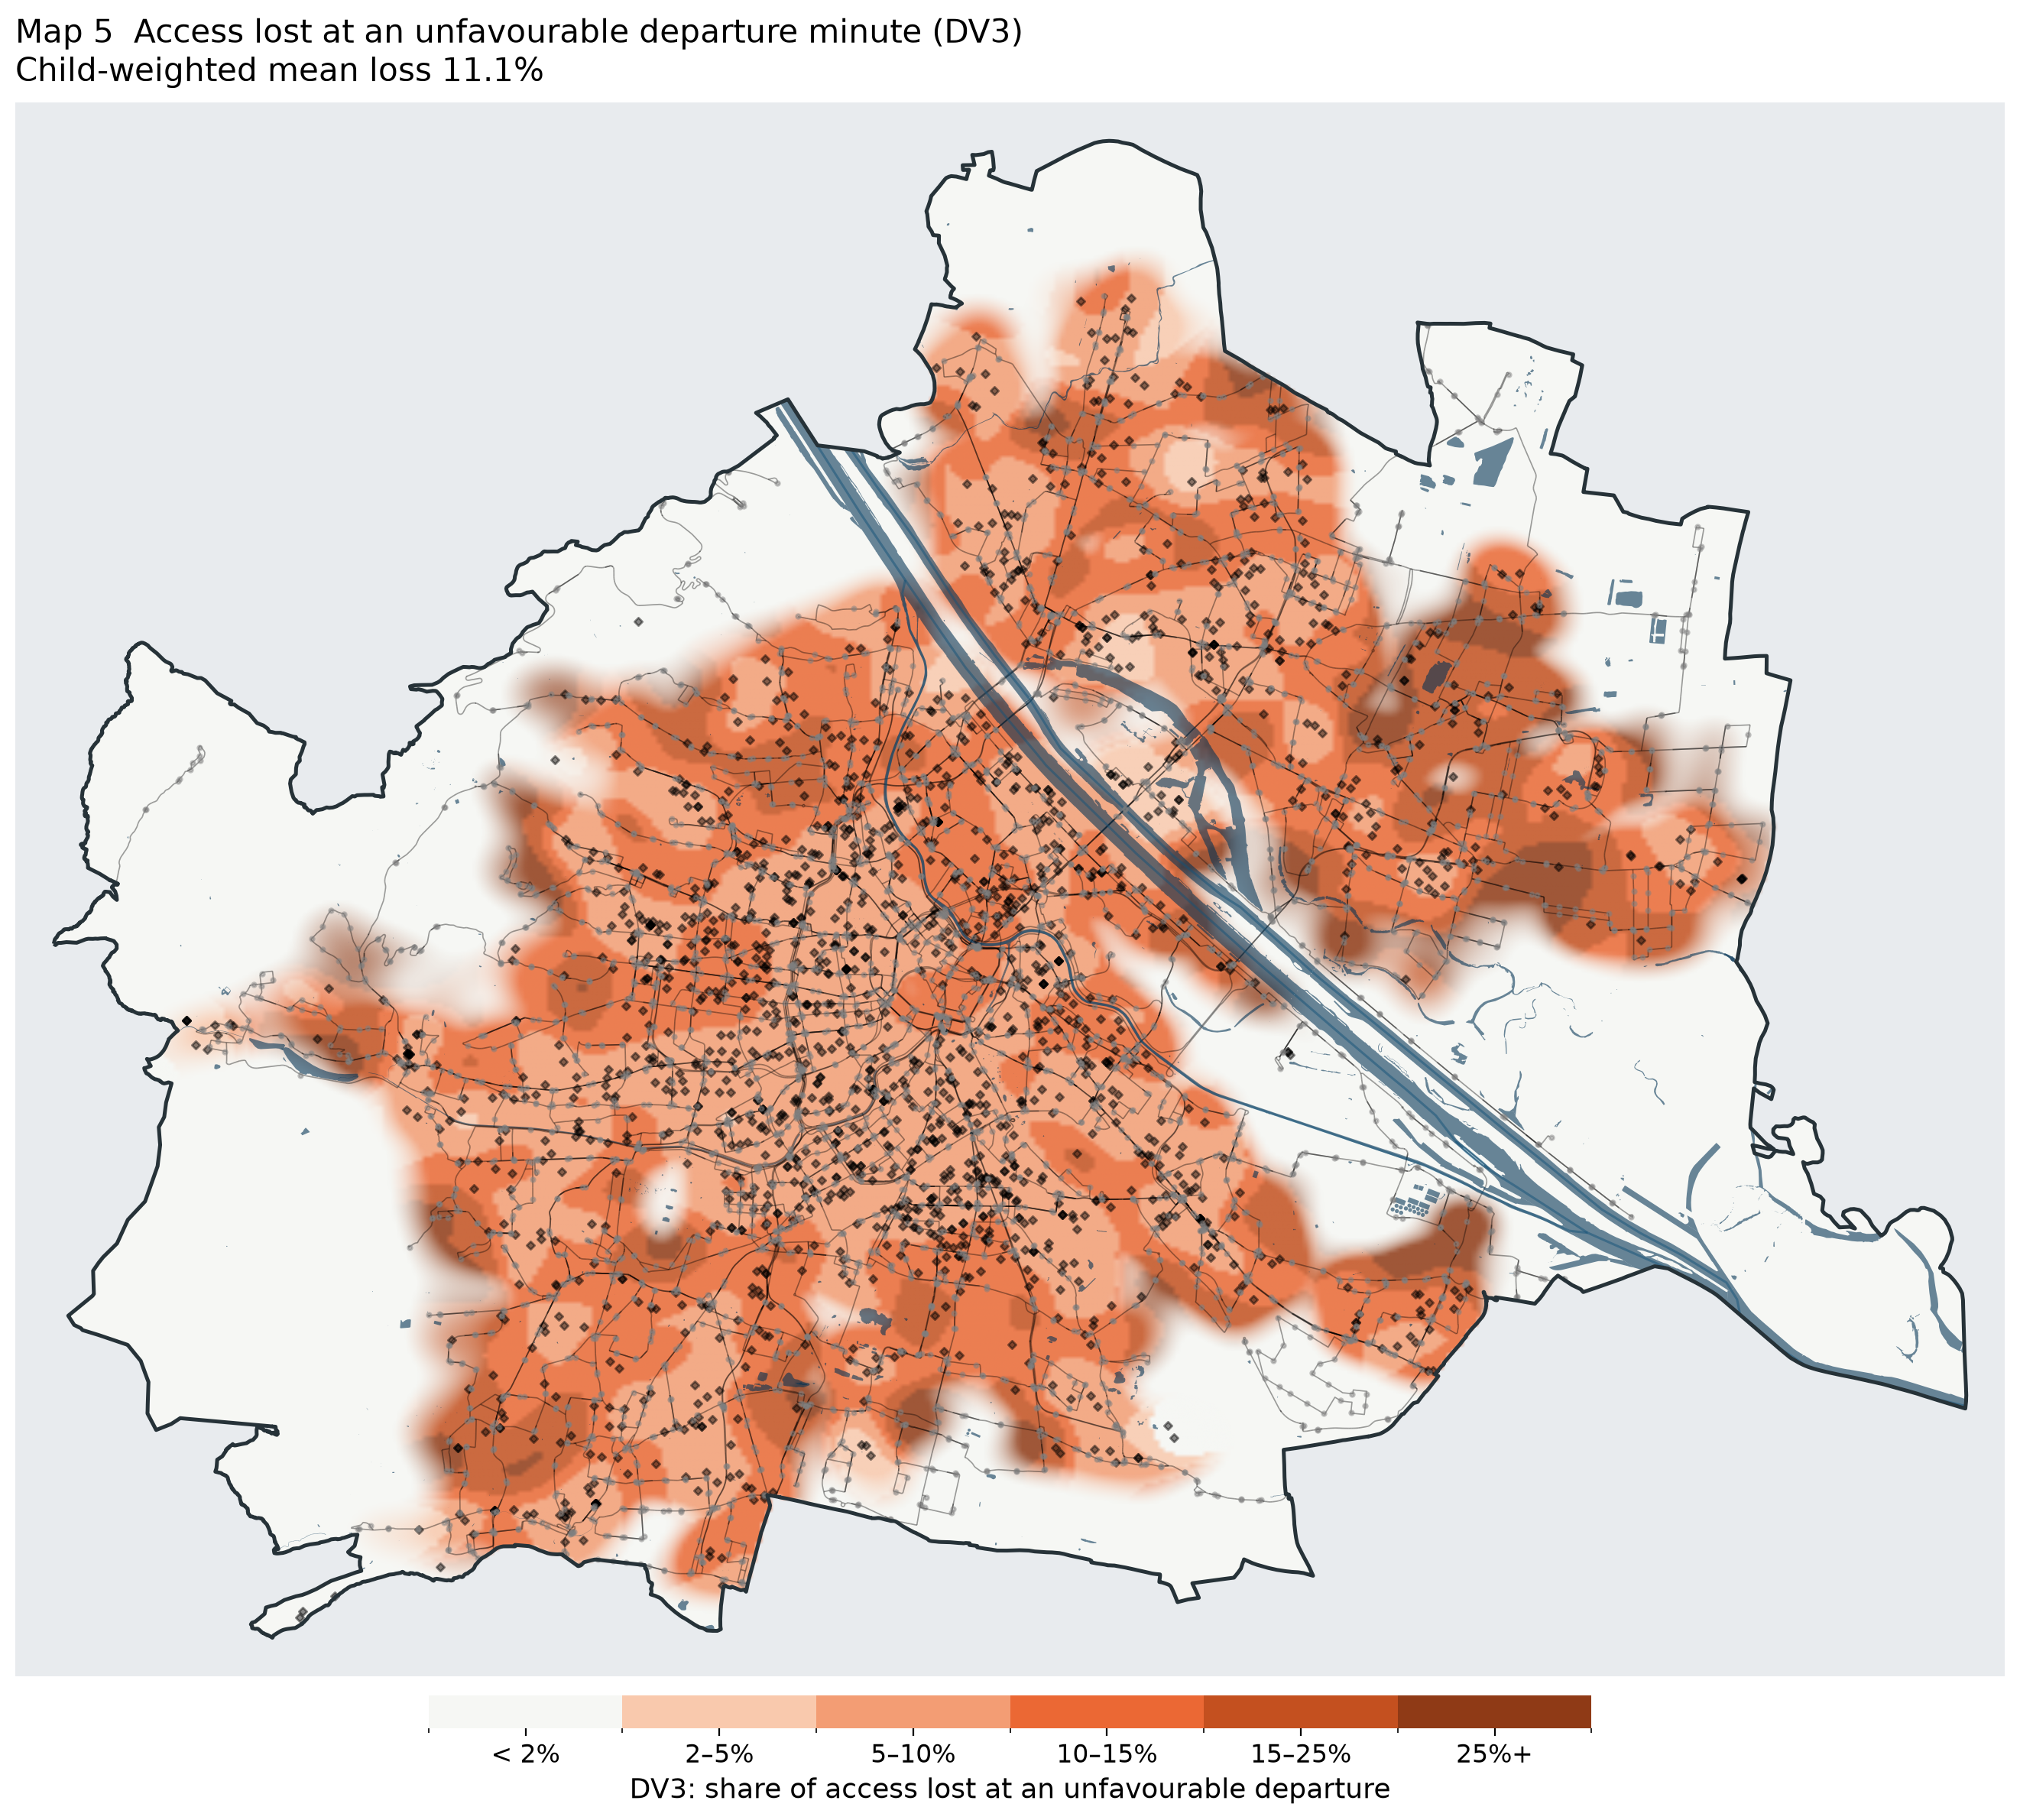 Map 5  Access lost at an unfavourable departure minute (DV3)
Child-weighted mean loss 11.1%
< 2%
2–5%
5–10%
10–15%
15–25%
25%+
DV3: share of access lost at an unfavourable departure